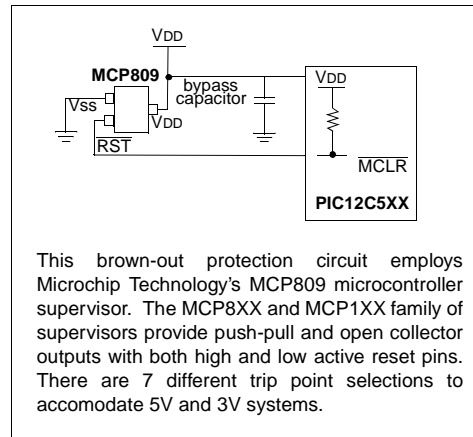 VDD
MCP809
VDD
bypass
capacitor
Vss
VDD
RST
MCLR
PIC12C5XX
This brown-out protection circuit employs
Microchip Technology's MCP809 microcontroller
supervisor. The MCP8XX and MCP1XX family of
supervisors provide push-pull and open collector
outputs with both high and low active reset pins.
There are 7 different trip point selections to
accomodate 5V and 3V systems.